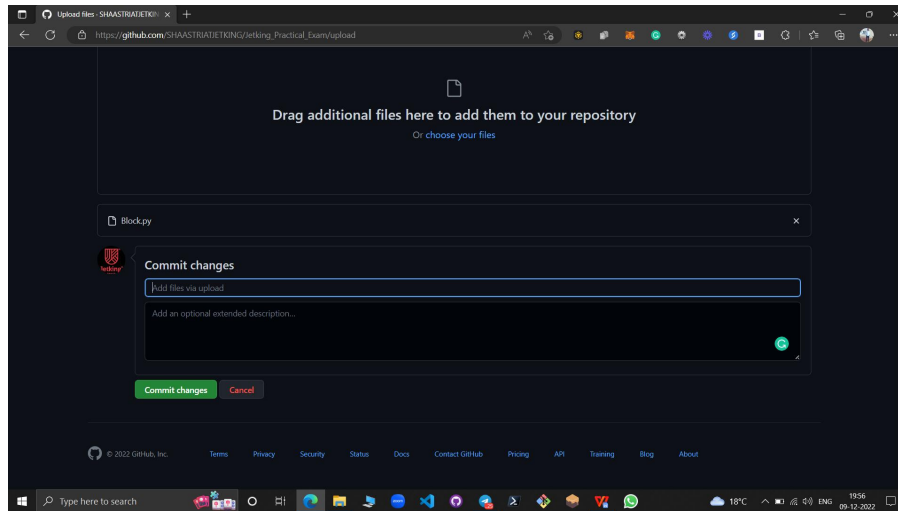 Upload files · SHAASTRIATJETKIN
https://github.com/SHAASTRIATJETKING/Jetking_Practical_Exam/upload
Drag additional files here to add them to your repository
Or choose your files
Block.py
Jetking
Commit changes
Add files via upload
Add an optional extended description...
Commit changes
Cancel
© 2022 GitHub, Inc. Terms Privacy Security Status Docs Contact GitHub Pricing API Training Blog About
Type here to search
18°C ENG
19:56
09-12-2022